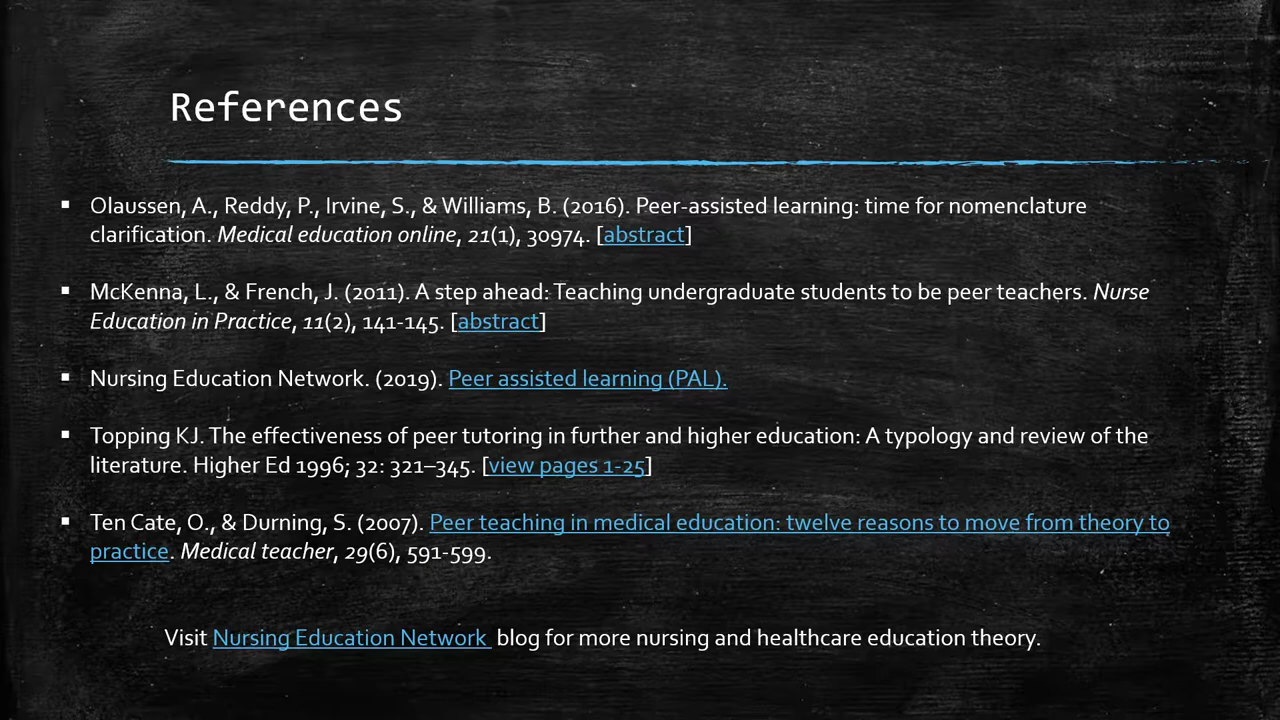 References
▪ Olaussen, A., Reddy, P., Irvine, S., & Williams, B. (2016). Peer-assisted learning: time for nomenclature
clarification. Medical education online, 21(1), 30974. [abstract]
▪ McKenna, L., & French, J. (2011). A step ahead: Teaching undergraduate students to be peer teachers. Nurse
Education in Practice, 11(2), 141-145. [abstract]
▪ Nursing Education Network. (2019). Peer assisted learning (PAL).
▪ Topping KJ. The effectiveness of peer tutoring in further and higher education: A typology and review of the
literature. Higher Ed 1996; 32: 321–345. [view pages 1-25]
▪ Ten Cate, O., & Durning, S. (2007). Peer teaching in medical education: twelve reasons to move from theory to
practice. Medical teacher, 29(6), 591-599.
Visit Nursing Education Network blog for more nursing and healthcare education theory.